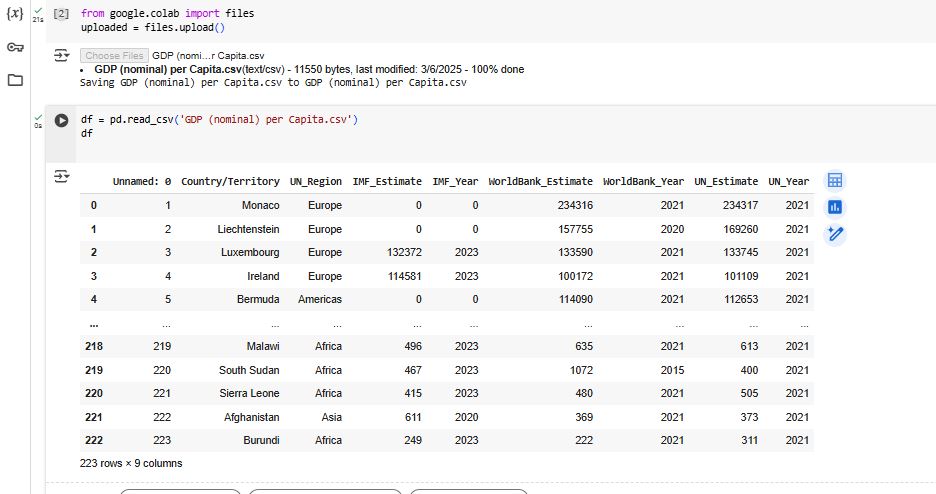 {x} 21s [2] from google.colab import files
uploaded = files.upload()
Choose Files GDP (nomi...r Capita.csv
• GDP (nominal) per Capita.csv(text/csv) - 11550 bytes, last modified: 3/6/2025 - 100% done
Saving GDP (nominal) per Capita.csv to GDP (nominal) per Capita.csv
0s df = pd.read_csv('GDP (nominal) per Capita.csv')
df
Unnamed: 0 Country/Territory UN_Region IMF_Estimate IMF_Year WorldBank_Estimate WorldBank_Year UN_Estimate UN_Year
0 1 Monaco Europe 0 0 234316 2021 234317 2021
1 2 Liechtenstein Europe 0 0 157755 2020 169260 2021
2 3 Luxembourg Europe 132372 2023 133590 2021 133745 2021
3 4 Ireland Europe 114581 2023 100172 2021 101109 2021
4 5 Bermuda Americas 0 0 114090 2021 112653 2021
... ... ... ... ... ... ... ... ... ...
218 219 Malawi Africa 496 2023 635 2021 613 2021
219 220 South Sudan Africa 467 2023 1072 2015 400 2021
220 221 Sierra Leone Africa 415 2023 480 2021 505 2021
221 222 Afghanistan Asia 611 2020 369 2021 373 2021
222 223 Burundi Africa 249 2023 222 2021 311 2021
223 rows × 9 columns